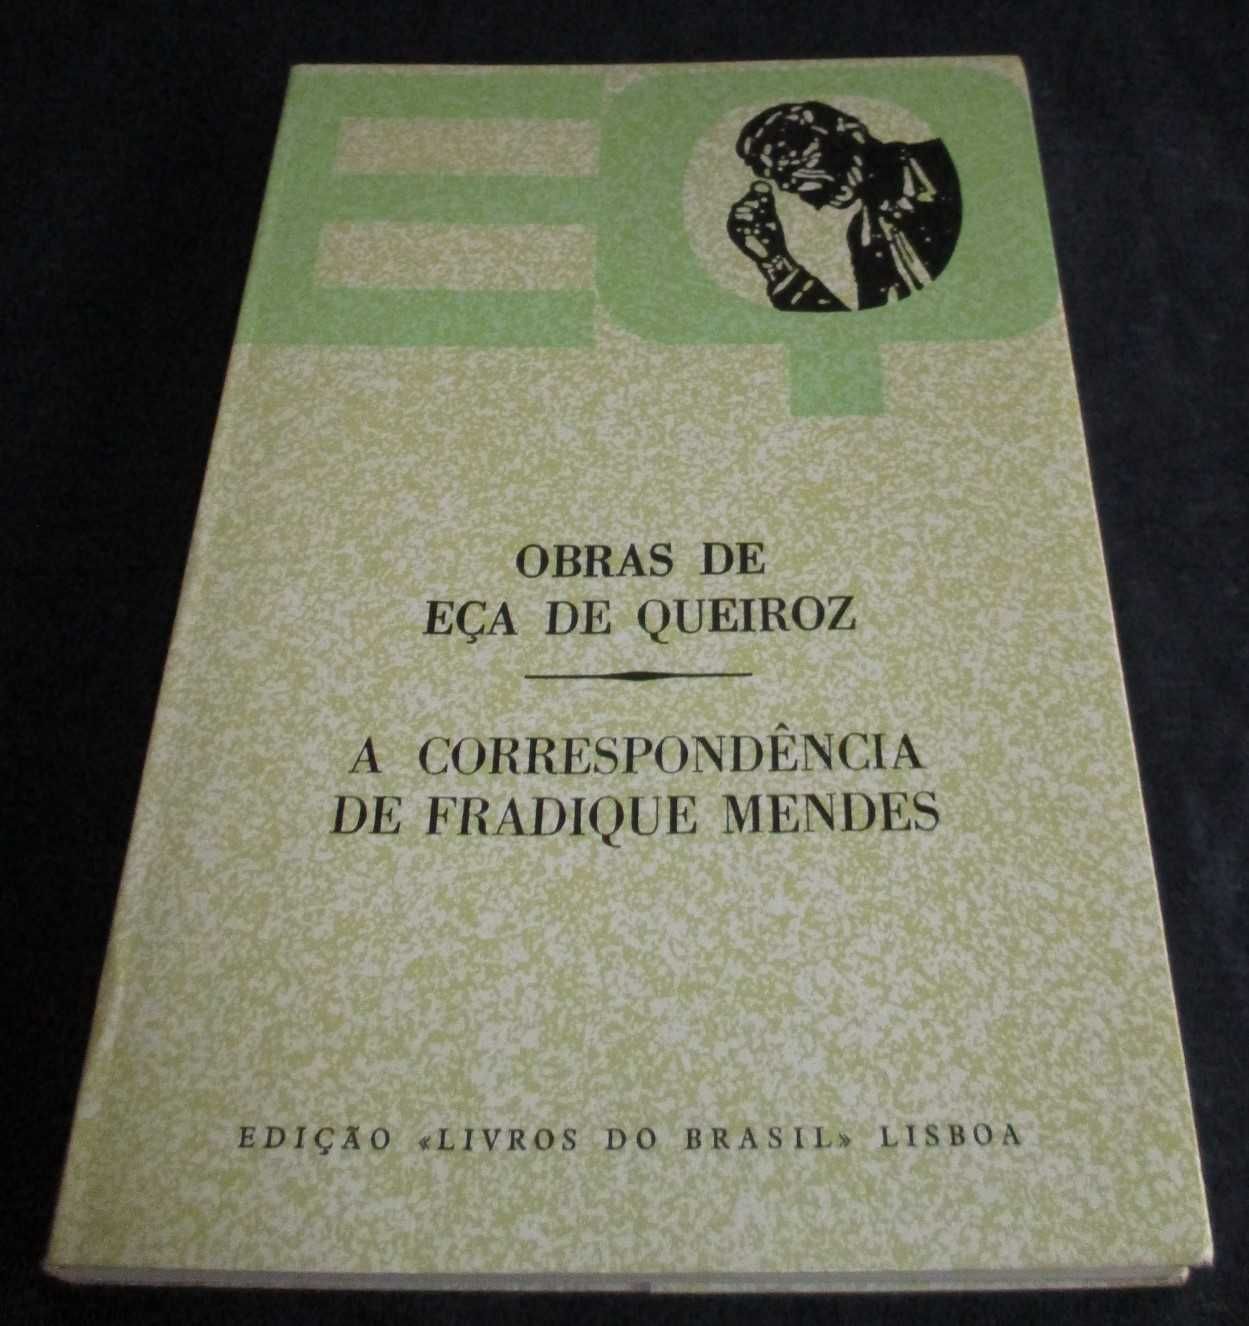 EQ
OBRAS DE
EÇA DE QUEIROZ
A CORRESPONDÊNCIA
DE FRADIQUE MENDES
EDIÇÃO «LIVROS DO BRASIL» LISBOA